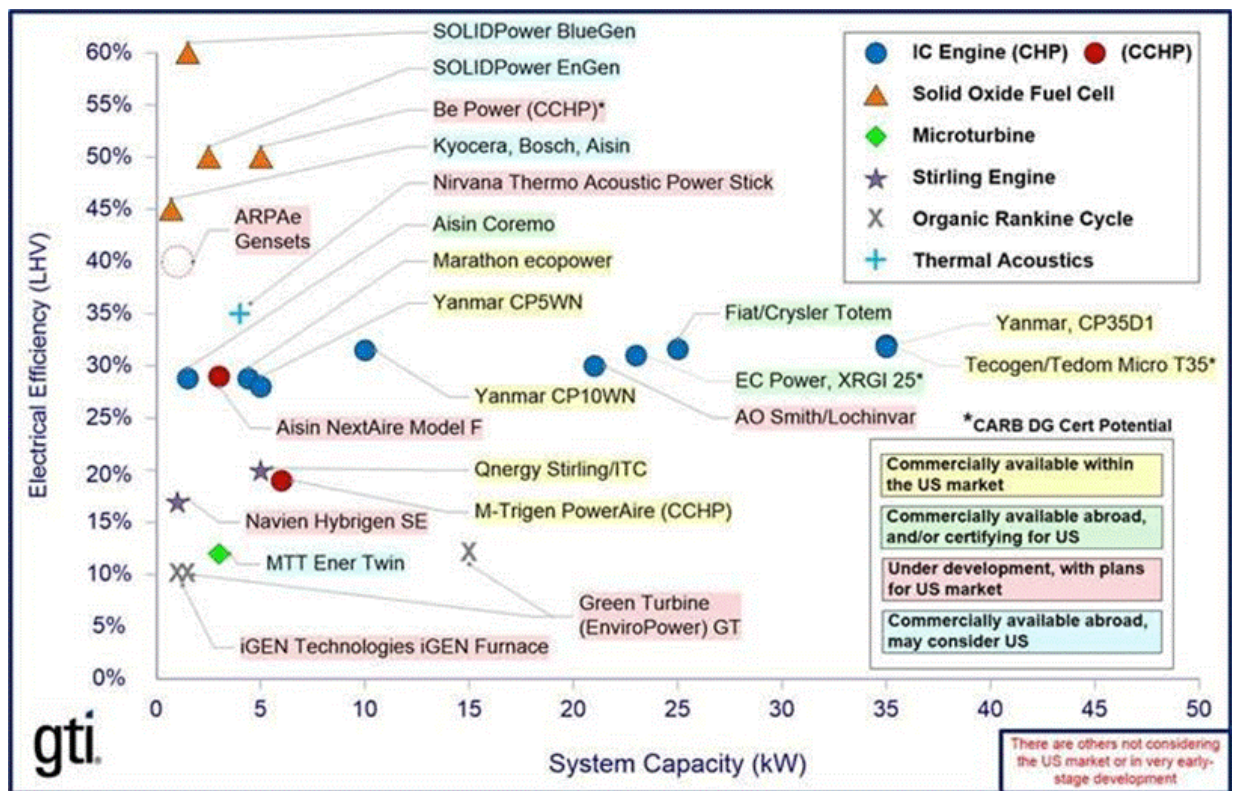 SOLIDPower BlueGen
SOLIDPower EnGen
Be Power (CCHP)*
Kyocera, Bosch, Aisin
Nirvana Thermo Acoustic Power Stick
ARPAe
Gensets
Aisin Coremo
Marathon ecopower
Yanmar CP5WN
Fiat/Crysler Totem
Yanmar, CP35D1
Tecogen/Tedom Micro T35*
EC Power, XRGI 25*
Yanmar CP10WN
AO Smith/Lochinvar
Aisin NextAire Model F
Qnergy Stirling/ITC
M-Trigen PowerAire (CCHP)
Navien Hybrigen SE
MTT Ener Twin
Green Turbine
(EnviroPower) GT
iGEN Technologies iGEN Furnace
IC Engine (CHP)
(CCHP)
Solid Oxide Fuel Cell
Microturbine
Stirling Engine
Organic Rankine Cycle
Thermal Acoustics
*CARB DG Cert Potential
Commercially available within
the US market
Commercially available abroad,
and/or certifying for US
Under development, with plans
for US market
Commercially available abroad,
may consider US
Electrical Efficiency (LHV)
60%
55%
50%
45%
40%
35%
30%
25%
20%
15%
10%
5%
0%
0 5 10 15 20 25 30 35 40 45 50
System Capacity (kW)
gti
There are others not considering
the US market or in very early-
stage development